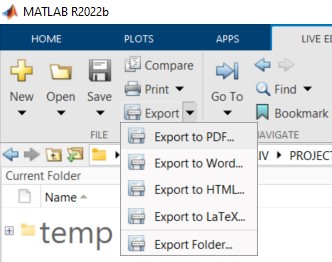 MATLAB R2022b
HOME PLOTS APPS LIVE ED
Compare
Print
Export
New Open Save Go To
Find
Bookmark
FILE
AVIGATE
Export to PDF...
Export to Word...
Export to HTML...
Export to LaTeX...
Export Folder...
IV PROJECT
Current Folder
Name
temp